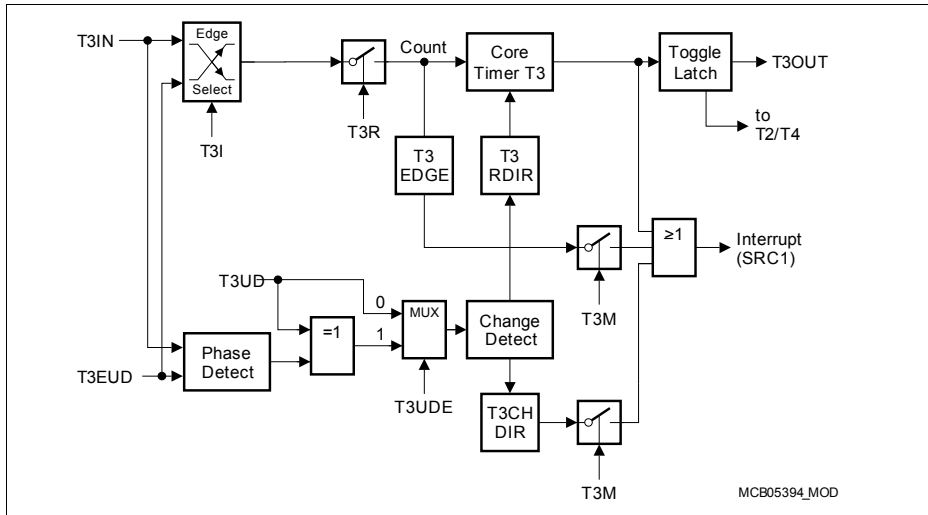 T3IN
Edge
Select
T3I
T3R
Count
Core
Timer T3
Toggle
Latch
T3OUT
to
T2/T4
T3
EDGE
T3
RDIR
≥1
Interrupt
(SRC1)
T3M
T3UD
0
1
MUX
=1
Change
Detect
Phase
Detect
T3EUD
T3UDE
T3CH
DIR
T3M
MCB05394_MOD